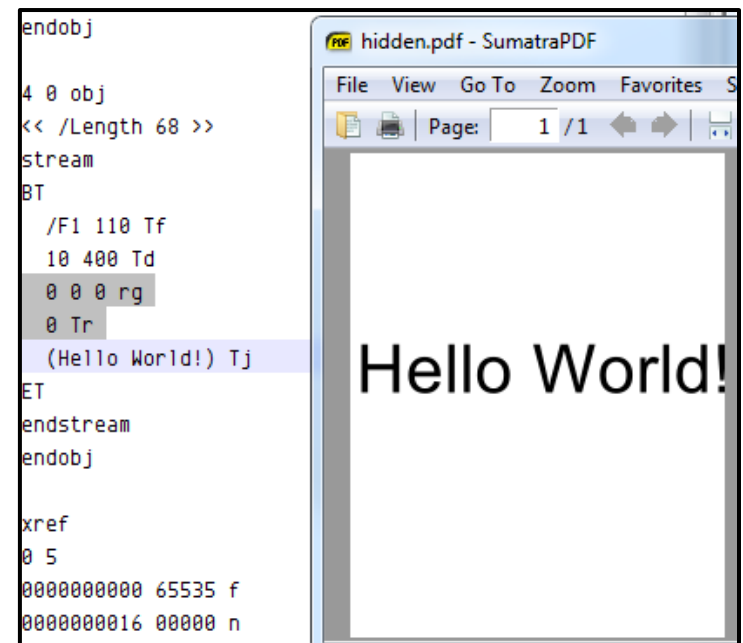 endobj
4 0 obj
<< /Length 68 >>
stream
BT
/F1 110 Tf
10 400 Td
0 0 0 rg
0 Tr
(Hello World!) Tj
ET
endstream
endobj
xref
0 5
0000000000 65535 f
0000000016 00000 n
PDF hidden.pdf - SumatraPDF
File View Go To Zoom Favorites S
Page: 1 / 1
Hello World!